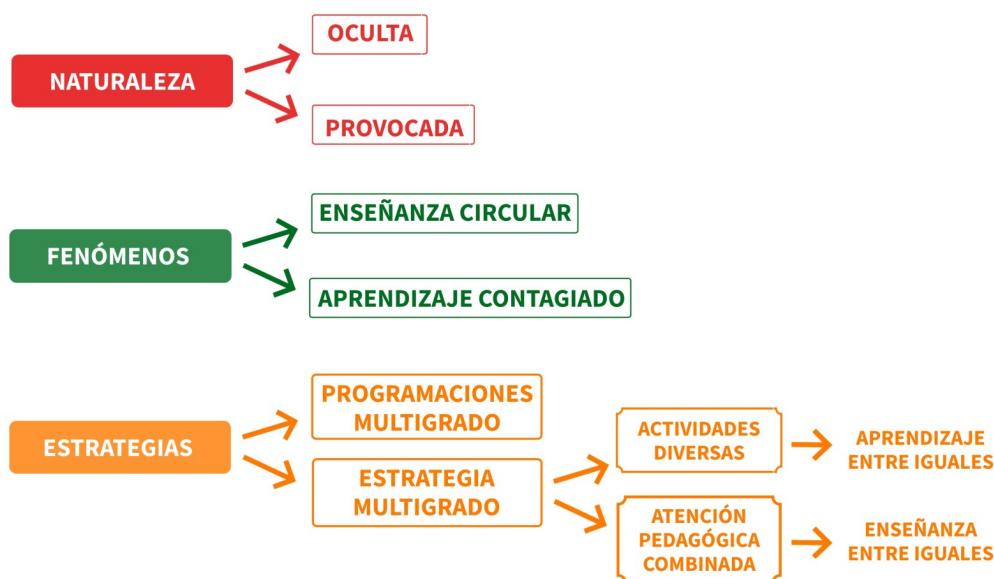 NATURALEZA
OCULTA
PROVOCADA
FENÓMENOS
ENSEÑANZA CIRCULAR
APRENDIZAJE CONTAGIADO
ESTRATEGIAS
PROGRAMACIONES
MULTIGRADO
ESTRATEGIA
MULTIGRADO
ACTIVIDADES
DIVERSAS
APRENDIZAJE
ENTRE IGUALES
ATENCIÓN
PEDAGÓGICA
COMBINADA
ENSEÑANZA
ENTRE IGUALES